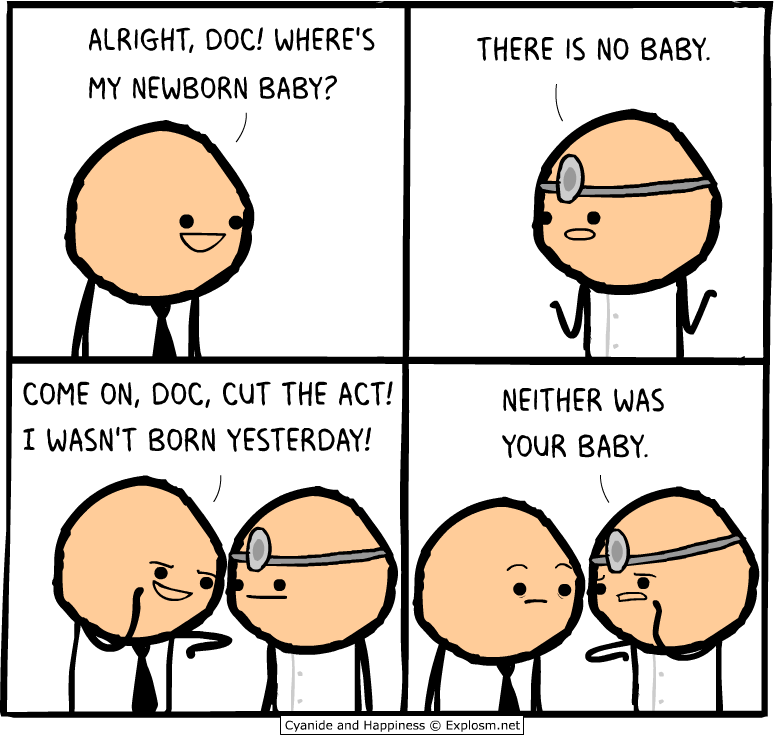 ALRIGHT, DOC! WHERE'S
MY NEWBORN BABY?
THERE IS NO BABY.
COME ON, DOC, CUT THE ACT!
I WASN'T BORN YESTERDAY!
NEITHER WAS
YOUR BABY.
Cyanide and Happiness © Explosm.net